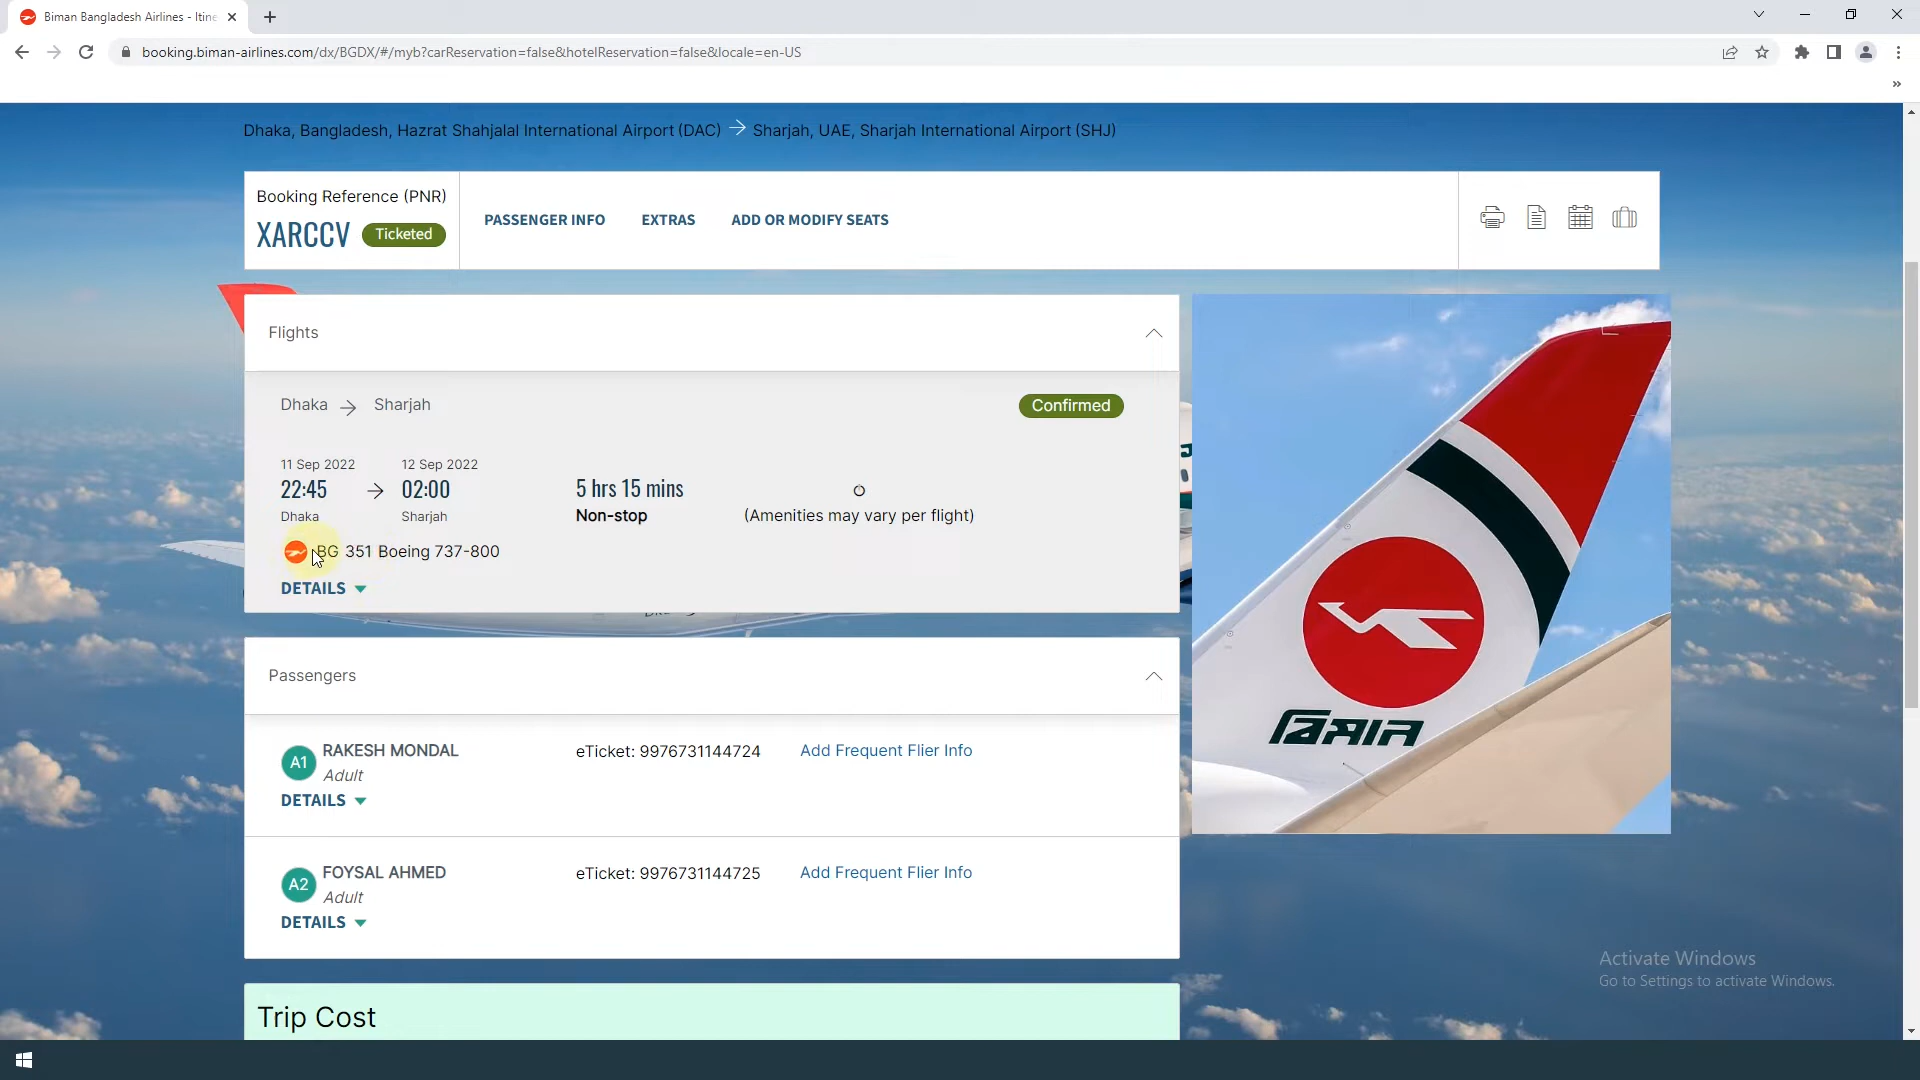 Biman Bangladesh Airlines - Itine
booking.biman-airlines.com/dx/BGDX/#/myb?carReservation=false&hotelReservation=false&locale=en-US
Dhaka, Bangladesh, Hazrat Shahjalal International Airport (DAC) → Sharjah, UAE, Sharjah International Airport (SHJ)
Booking Reference (PNR)
XARCCV Ticketed
PASSENGER INFO EXTRAS ADD OR MODIFY SEATS
Flights
Dhaka → Sharjah Confirmed
11 Sep 2022 12 Sep 2022
22:45 → 02:00 5 hrs 15 mins
Dhaka Sharjah Non-stop (Amenities may vary per flight)
BG 351 Boeing 737-800
DETAILS
Passengers
A1 RAKESH MONDAL eTicket: 9976731144724 Add Frequent Flier Info
Adult
DETAILS
A2 FOYSAL AHMED eTicket: 9976731144725 Add Frequent Flier Info
Adult
DETAILS
Trip Cost
Activate Windows
Go to Settings to activate Windows.